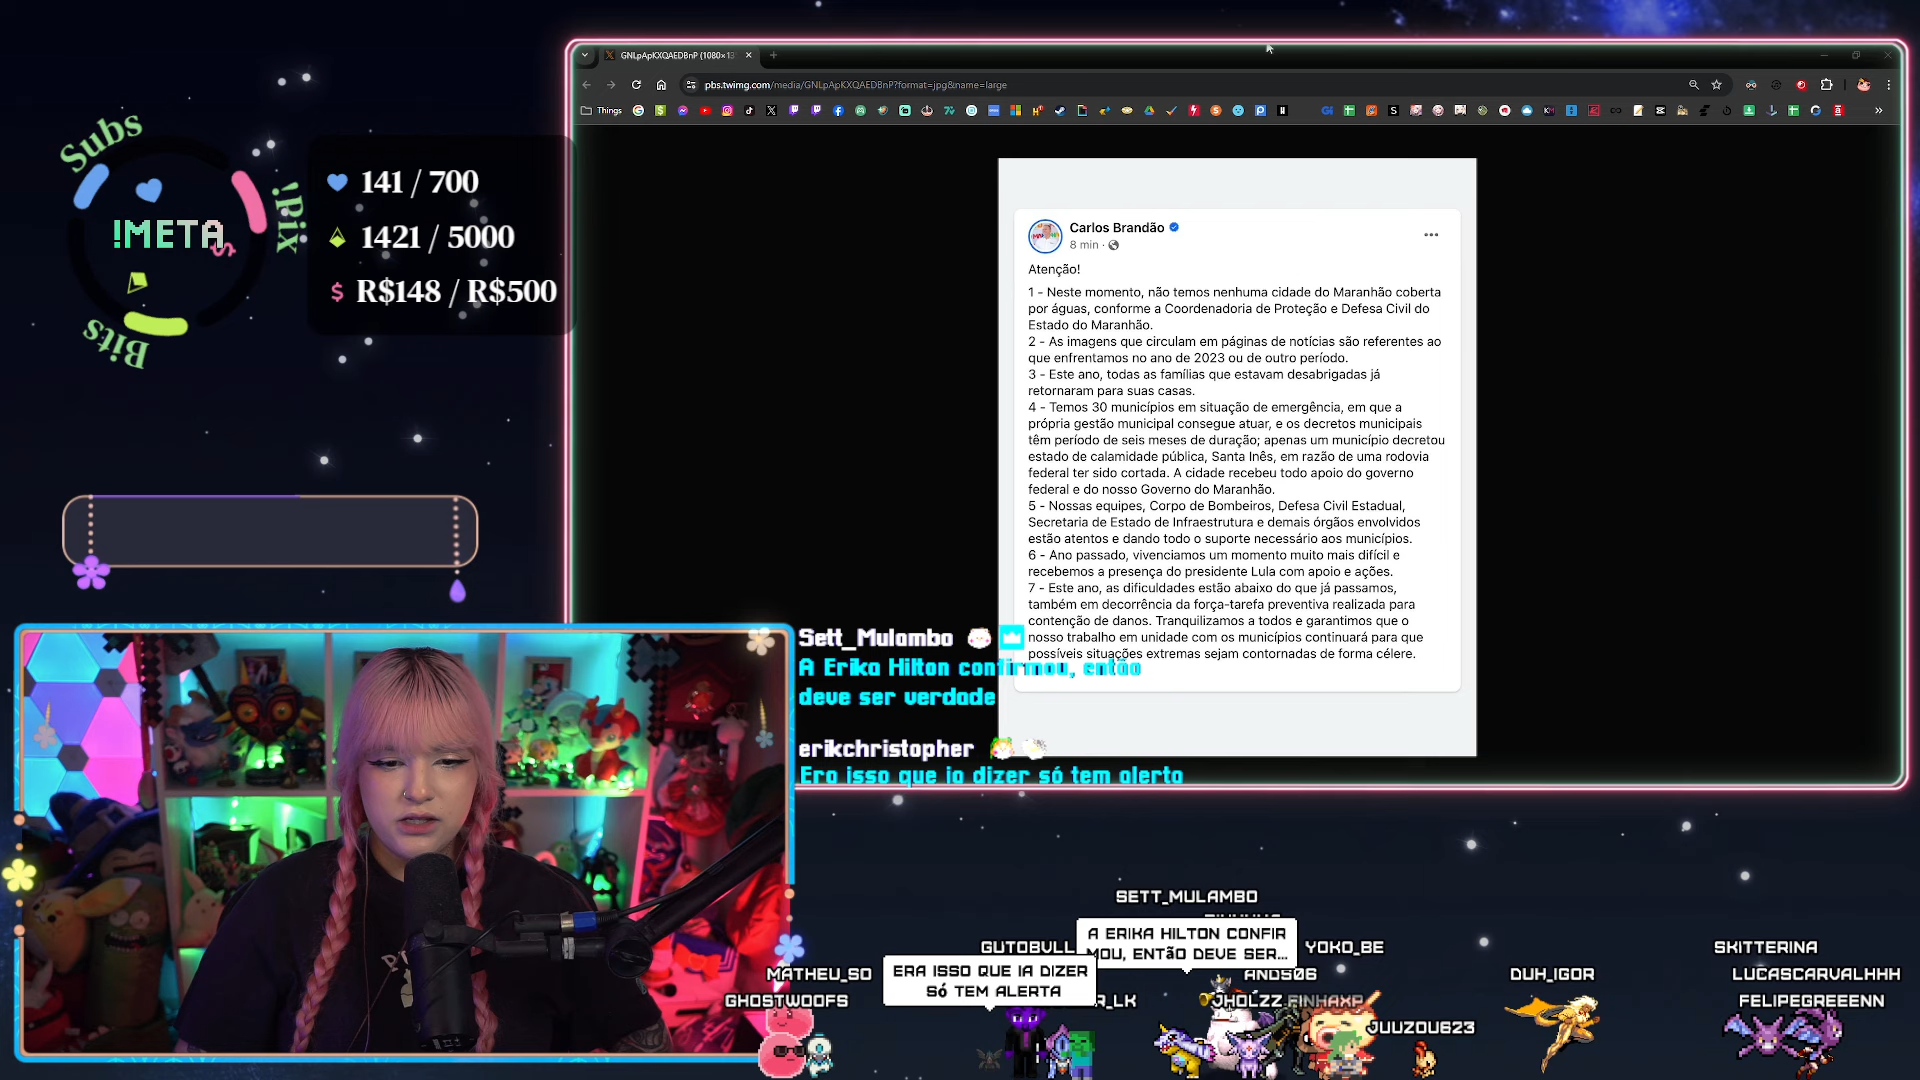 Subs
!Pix
Bits
!META
141 / 700
1421 / 5000
R$148 / R$500
GNLpApKXQAEDBnP (1080×13
pbs.twimg.com/media/GNLpApKXQAEDBnP?format=jpg&name=large
Things
Carlos Brandão
8 min ·
Atenção!
1 - Neste momento, não temos nenhuma cidade do Maranhão coberta
por águas, conforme a Coordenadoria de Proteção e Defesa Civil do
Estado do Maranhão.
2 - As imagens que circulam em páginas de notícias são referentes ao
que enfrentamos no ano de 2023 ou de outro período.
3 - Este ano, todas as famílias que estavam desabrigadas já
retornaram para suas casas.
4 - Temos 30 municípios em situação de emergência, em que a
própria gestão municipal consegue atuar, e os decretos municipais
têm período de seis meses de duração; apenas um município decretou
estado de calamidade pública, Santa Inês, em razão de uma rodovia
federal ter sido cortada. A cidade recebeu todo apoio do governo
federal e do nosso Governo do Maranhão.
5 - Nossas equipes, Corpo de Bombeiros, Defesa Civil Estadual,
Secretaria de Estado de Infraestrutura e demais órgãos envolvidos
estão atentos e dando todo o suporte necessário aos municípios.
6 - Ano passado, vivenciamos um momento muito mais difícil e
recebemos a presença do presidente Lula com apoio e ações.
7 - Este ano, as dificuldades estão abaixo do que já passamos,
também em decorrência da força-tarefa preventiva realizada para
contenção de danos. Tranquilizamos a todos e garantimos que o
nosso trabalho em unidade com os municípios continuará para que
possíveis situações extremas sejam contornadas de forma célere.
Sett_Mulambo
A Erika Hilton confirmou, então
deve ser verdade
erikchristopher
Era isso que ia dizer só tem alerta
SETT_MULAMBO
A ERIKA HILTON CONFIR
MOU, ENTÃO DEVE SER...
GUTOBULL
YOKO_BE
SKITTERINA
MATHEU_SO
ERA ISSO QUE IA DIZER
SÓ TEM ALERTA
AND506
DUH_IGOR
LUCASCARVALHHH
GHOSTWOOFS
R_LK
JHOLZZ
FINHAXP
FELIPEGREEENN
JUUZOU623